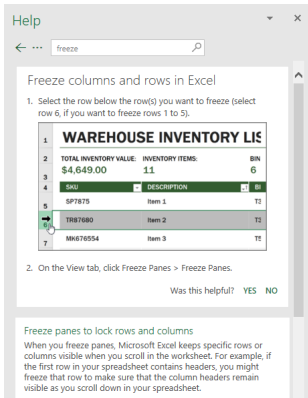 Help
freeze
Freeze columns and rows in Excel
1. Select the row below the row(s) you want to freeze (select
row 6, if you want to freeze rows 1 to 5).
1 WAREHOUSE INVENTORY LIS
2 TOTAL INVENTORY VALUE: INVENTORY ITEMS: BIN
3 $4,649.00 11 6
4 SKU DESCRIPTION BI
5 SP7875 Item 1 T3
6 TR87680 Item 2 T3
7 MK676554 Item 3 T5
2. On the View tab, click Freeze Panes > Freeze Panes.
Was this helpful? YES NO
Freeze panes to lock rows and columns
When you freeze panes, Microsoft Excel keeps specific rows or
columns visible when you scroll in the worksheet. For example, if
the first row in your spreadsheet contains headers, you might
freeze that row to make sure that the column headers remain
visible as you scroll down in your spreadsheet.